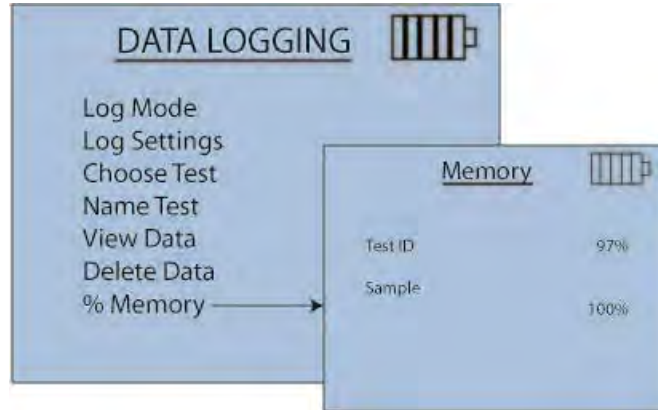 DATA LOGGING
Log Mode
Log Settings
Choose Test
Name Test
View Data
Delete Data
% Memory
Memory
Test ID 97%
Sample
100%